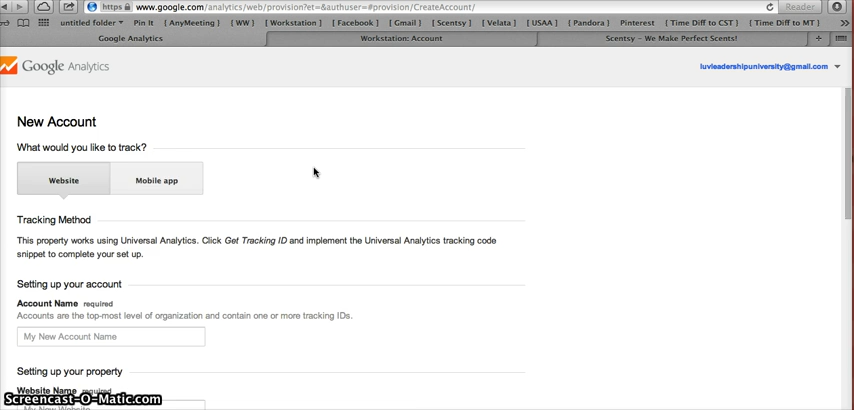 https www.google.com/analytics/web/provision?et=&authuser=#provision/CreateAccount/ Reader
untitled folder Pin It [ AnyMeeting ] [ WW ] [ Workstation ] [ Facebook ] [ Gmail ] [ Scentsy ] [ Velata ] [ USAA ] [ Pandora ] Pinterest [ Time Diff to CST ] [ Time Diff to MT ] >>
Google Analytics Workstation: Account Scentsy – We Make Perfect Scents! +
Google Analytics luvleadershipuniversity@gmail.com
New Account
What would you like to track?
Website Mobile app
Tracking Method
This property works using Universal Analytics. Click Get Tracking ID and implement the Universal Analytics tracking code
snippet to complete your set up.
Setting up your account
Account Name required
Accounts are the top-most level of organization and contain one or more tracking IDs.
My New Account Name
Setting up your property
Website Name required
My New Website
Screencast-O-Matic.com